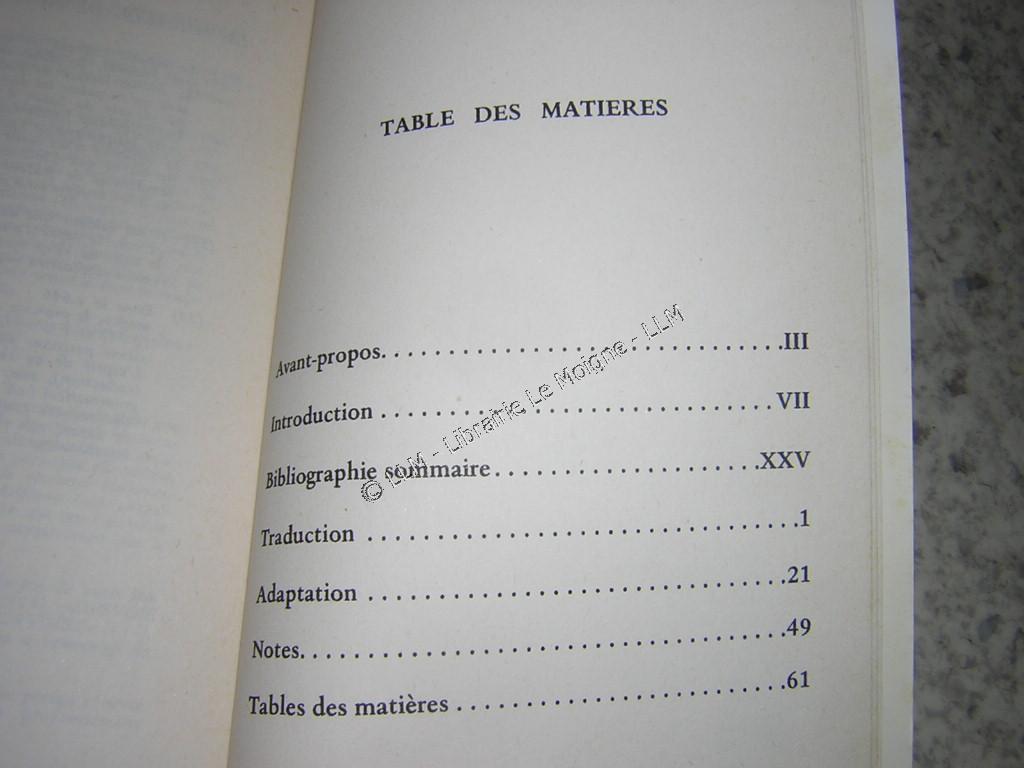 TABLE DES MATIERES
Avant-propos. . . . . . . . . . . . . . . . . . . . . . . . . . . . . . .III
Introduction . . . . . . . . . . . . . . . . . . . . . . . . . . . . . . VII
Bibliographie sommaire. . . . . . . . . . . . . . . . . . . . .XXV
Traduction . . . . . . . . . . . . . . . . . . . . . . . . . . . . . . . . .1
Adaptation . . . . . . . . . . . . . . . . . . . . . . . . . . . . . . . .21
Notes. . . . . . . . . . . . . . . . . . . . . . . . . . . . . . . . . . . . .49
Tables des matières . . . . . . . . . . . . . . . . . . . . . . . . .61
© LLM - Librairie Le Moigne - LLM